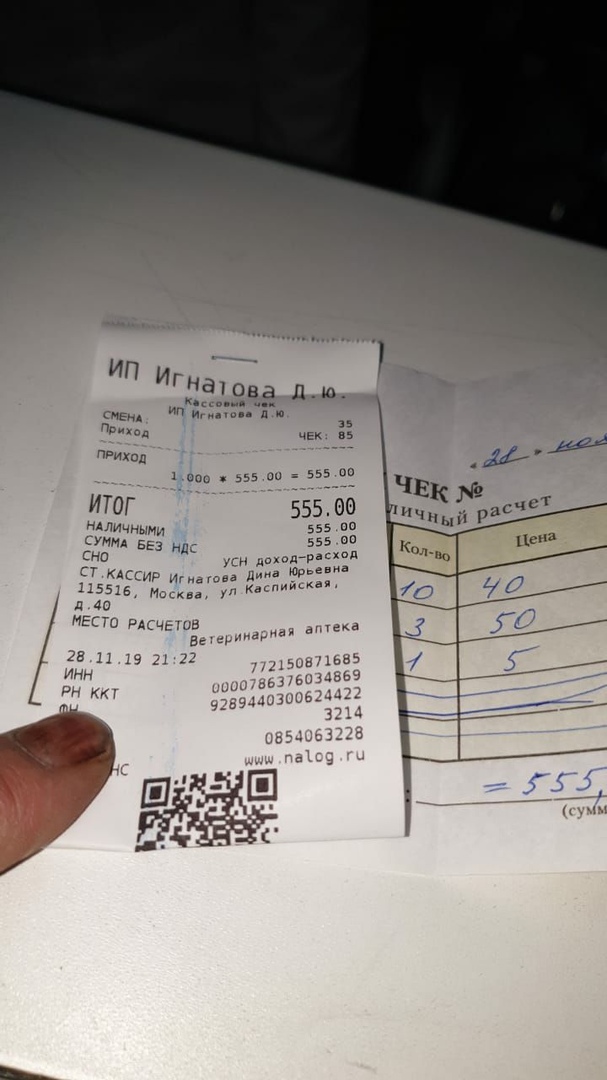 ИП Игнатова Д.Ю.
Кассовый чек
ИП Игнатова Д.Ю.
СМЕНА: 35
Приход ЧЕК: 85
ПРИХОД
1.000 * 555.00 = 555.00
ИТОГ 555.00
НАЛИЧНЫМИ 555.00
СУММА БЕЗ НДС 555.00
СНО УСН доход-расход
СТ.КАССИР Игнатова Дина Юрьевна
115516, Москва, ул.Каспийская,
д.40
МЕСТО РАСЧЕТОВ
Ветеринарная аптека
28.11.19 21:22
ИНН 772150871685
РН ККТ 0000786376034869
ФН 9289440300624422
3214
0854063228
www.nalog.ru
"28" ноя
ЧЕК №
личный расчет
Кол-во Цена
10 40
3 50
1 5
= 555,
(сумм